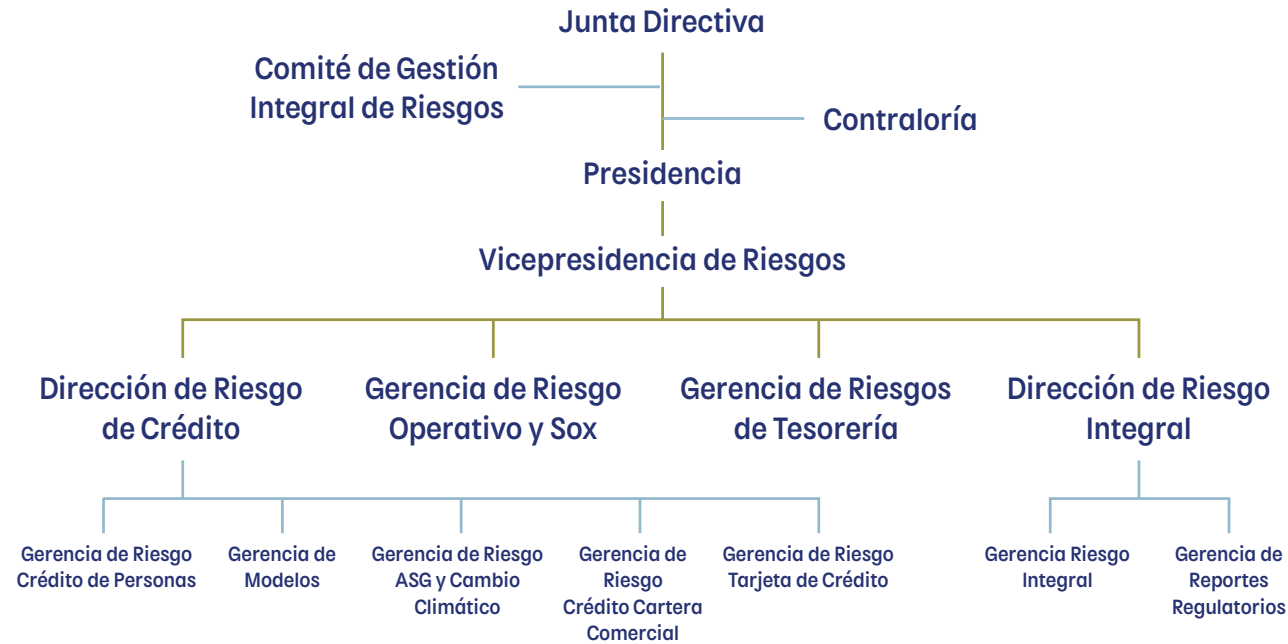 Junta Directiva
Comité de Gestión
Integral de Riesgos
Contraloría
Presidencia
Vicepresidencia de Riesgos
Dirección de Riesgo
de Crédito
Gerencia de Riesgo
Operativo y Sox
Gerencia de Riesgos
de Tesorería
Dirección de Riesgo
Integral
Gerencia de Riesgo
Crédito de Personas
Gerencia de
Modelos
Gerencia de Riesgo
ASG y Cambio
Climático
Gerencia de
Riesgo
Crédito Cartera
Comercial
Gerencia de Riesgo
Tarjeta de Crédito
Gerencia Riesgo
Integral
Gerencia de
Reportes
Regulatorios